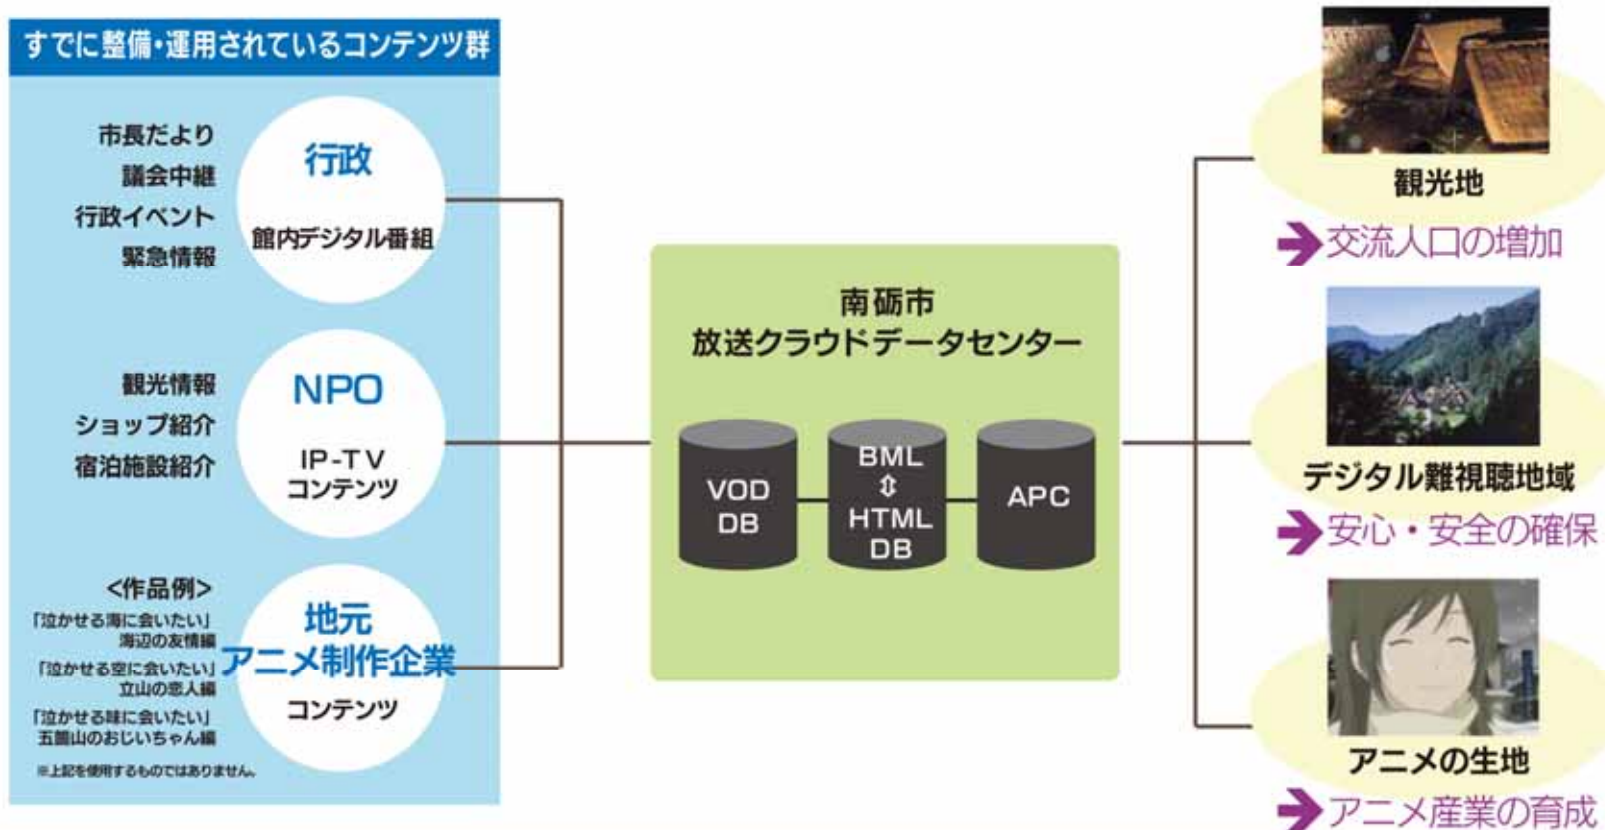 すでに整備・運用されているコンテンツ群
市長だより
議会中継
行政イベント
緊急情報
行政
館内デジタル番組
観光情報
ショップ紹介
宿泊施設紹介
NPO
IP-TV
コンテンツ
<作品例>
「泣かせる海に会いたい」
海辺の友情編
「泣かせる空に会いたい」
立山の恋人編
「泣かせる味に会いたい」
五箇山のおじいちゃん編
※上記を使用するものではありません。
地元
アニメ制作企業
コンテンツ
南砺市
放送クラウドデータセンター
VOD
DB
BML
⇕
HTML
DB
APC
観光地
➔交流人口の増加
デジタル難視聴地域
➔安心・安全の確保
アニメの生地
➔アニメ産業の育成